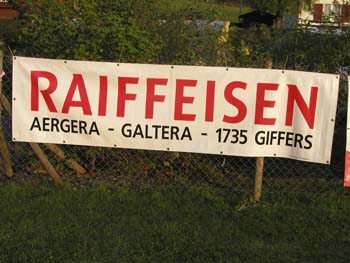 RAIFFEISEN
AERGERA - GALTERA - 1735 GIFFERS